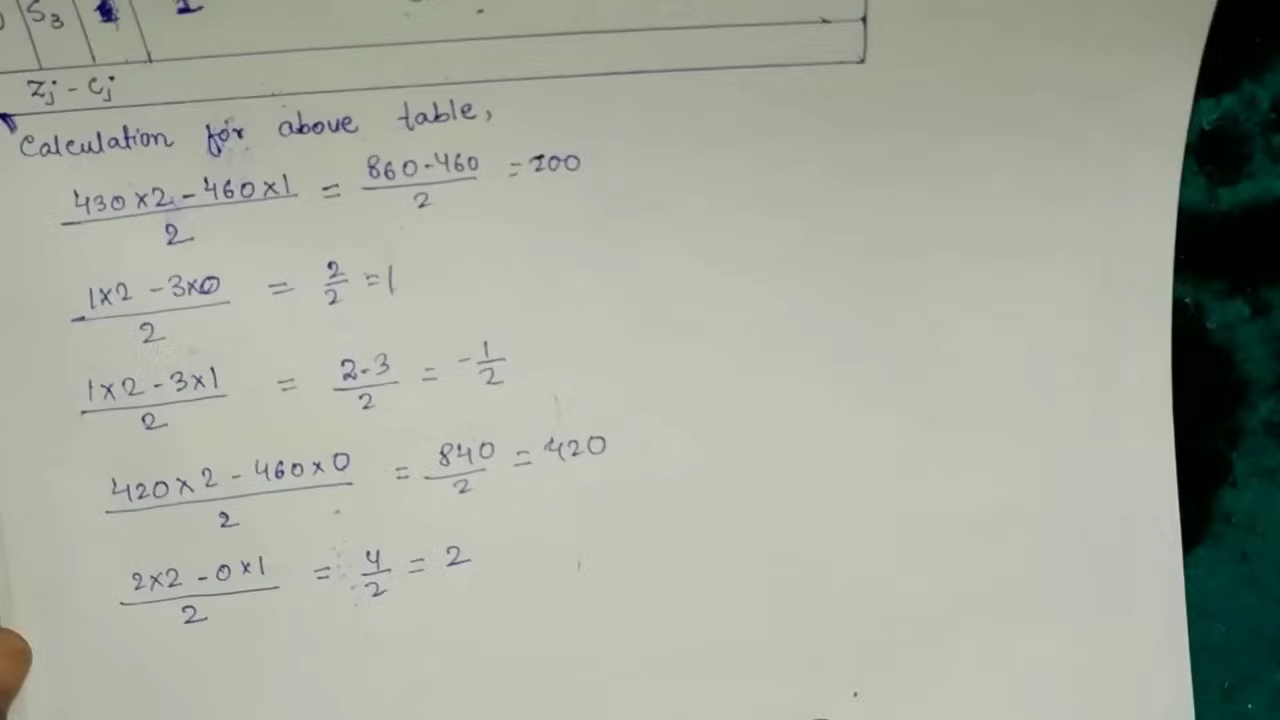 S3 1
Zj - Cj
Calculation for above table,
(430×2 - 460×1)/2 = (860-460)/2 = 200
(1×2 - 3×0)/2 = 2/2 = 1
(1×2 - 3×1)/2 = (2-3)/2 = -1/2
(420×2 - 460×0)/2 = 840/2 = 420
(2×2 - 0×1)/2 = 4/2 = 2